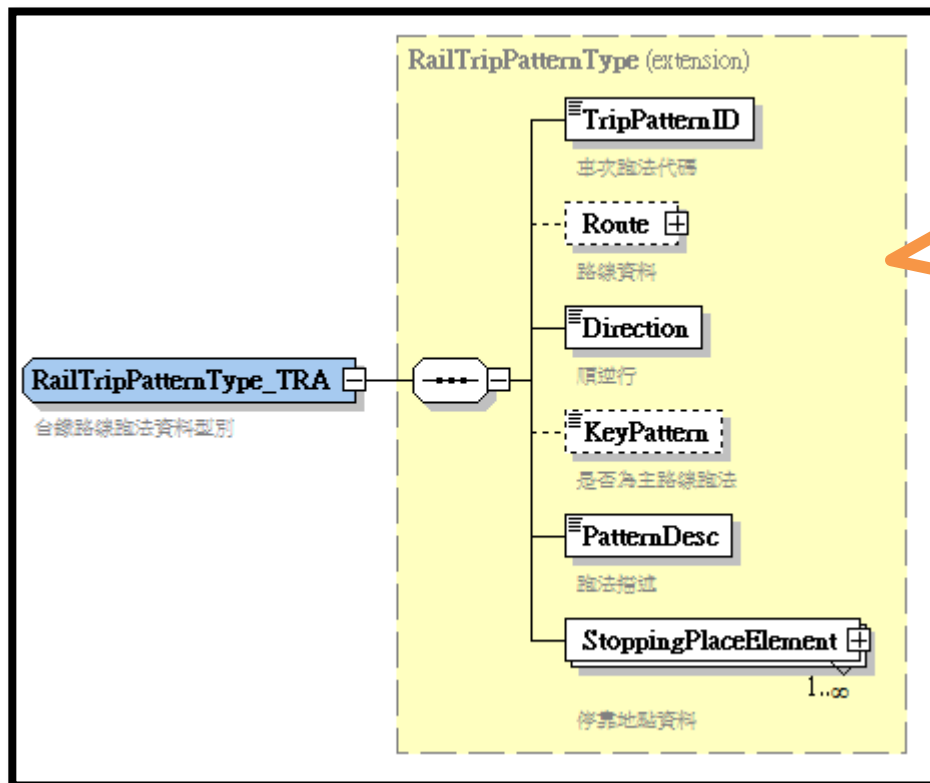 RailTripPatternType (extension)
TripPatternID
車次跑法代碼
Route
路線資料
Direction
順逆行
RailTripPatternType_TRA
台鐵路線跑法資料型別
KeyPattern
是否為主路線跑法
PatternDesc
跑法描述
StoppingPlaceElement
1..∞
停靠地點資料